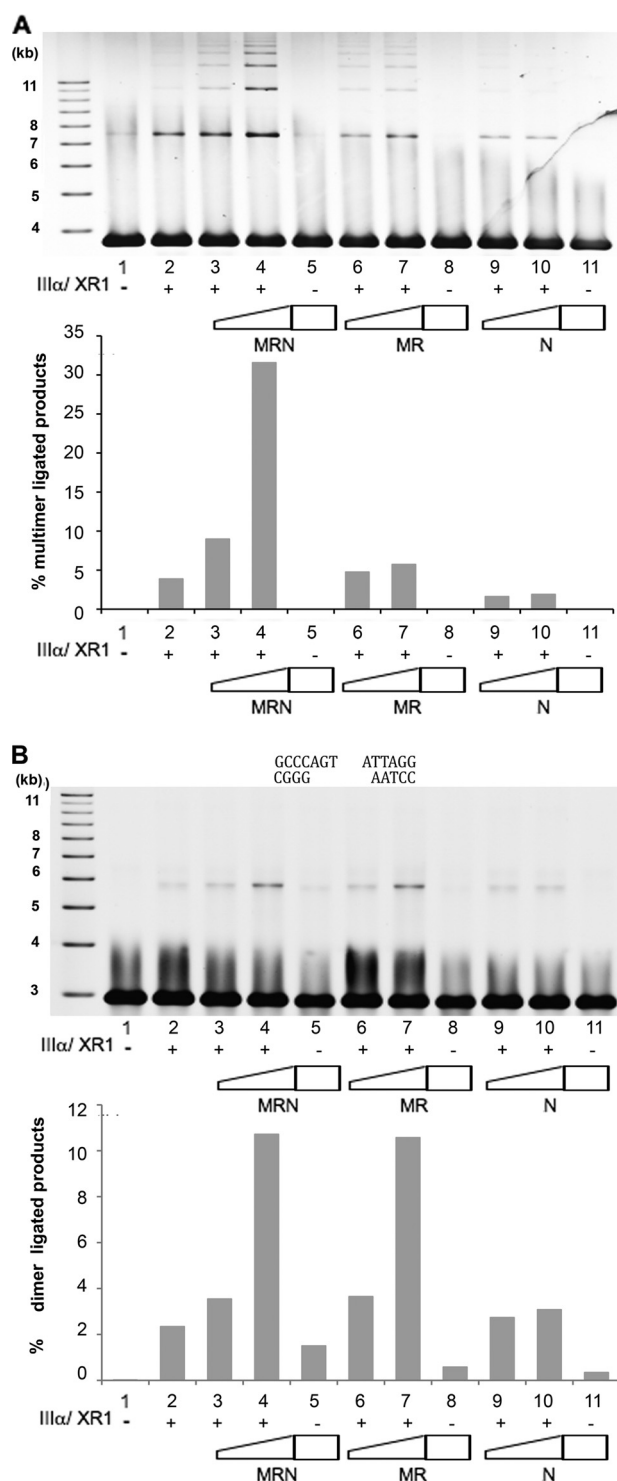 A
(kb)
11
8
7
6
5
4
1 2 3 4 5 6 7 8 9 10 11
IIIα/ XR1 - + + + - + + - + + -
MRN MR N
% multimer ligated products
35
30
25
20
15
10
5
0
1 2 3 4 5 6 7 8 9 10 11
IIIα/ XR1 - + + + - + + - + + -
MRN MR N
B
GCCCAGT ATTAGG
CGGG AATCC
(kb)
11
8
7
6
5
4
3
1 2 3 4 5 6 7 8 9 10 11
IIIα/ XR1 - + + + - + + - + + -
MRN MR N
% dimer ligated products
12
10
8
6
4
2
0
1 2 3 4 5 6 7 8 9 10 11
IIIα/ XR1 - + + + - + + - + + -
MRN MR N